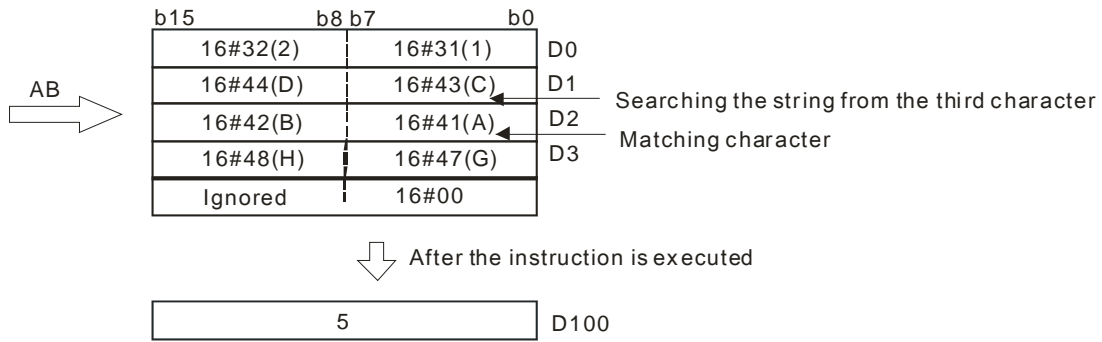 b15 b8 b7 b0
16#32(2) 16#31(1) D0
AB 16#44(D) 16#43(C) D1
Searching the string from the third character
16#42(B) 16#41(A) D2
Matching character
16#48(H) 16#47(G) D3
Ignored 16#00
After the instruction is executed
5 D100